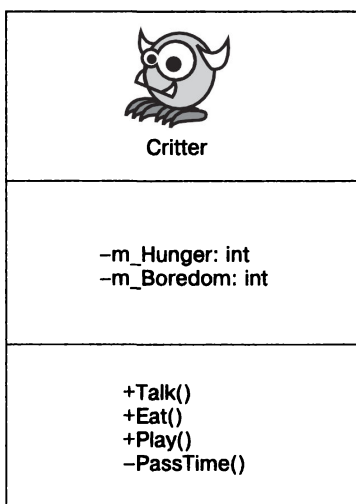 Critter
–m_Hunger: int
–m_Boredom: int
+Talk()
+Eat()
+Play()
–PassTime()